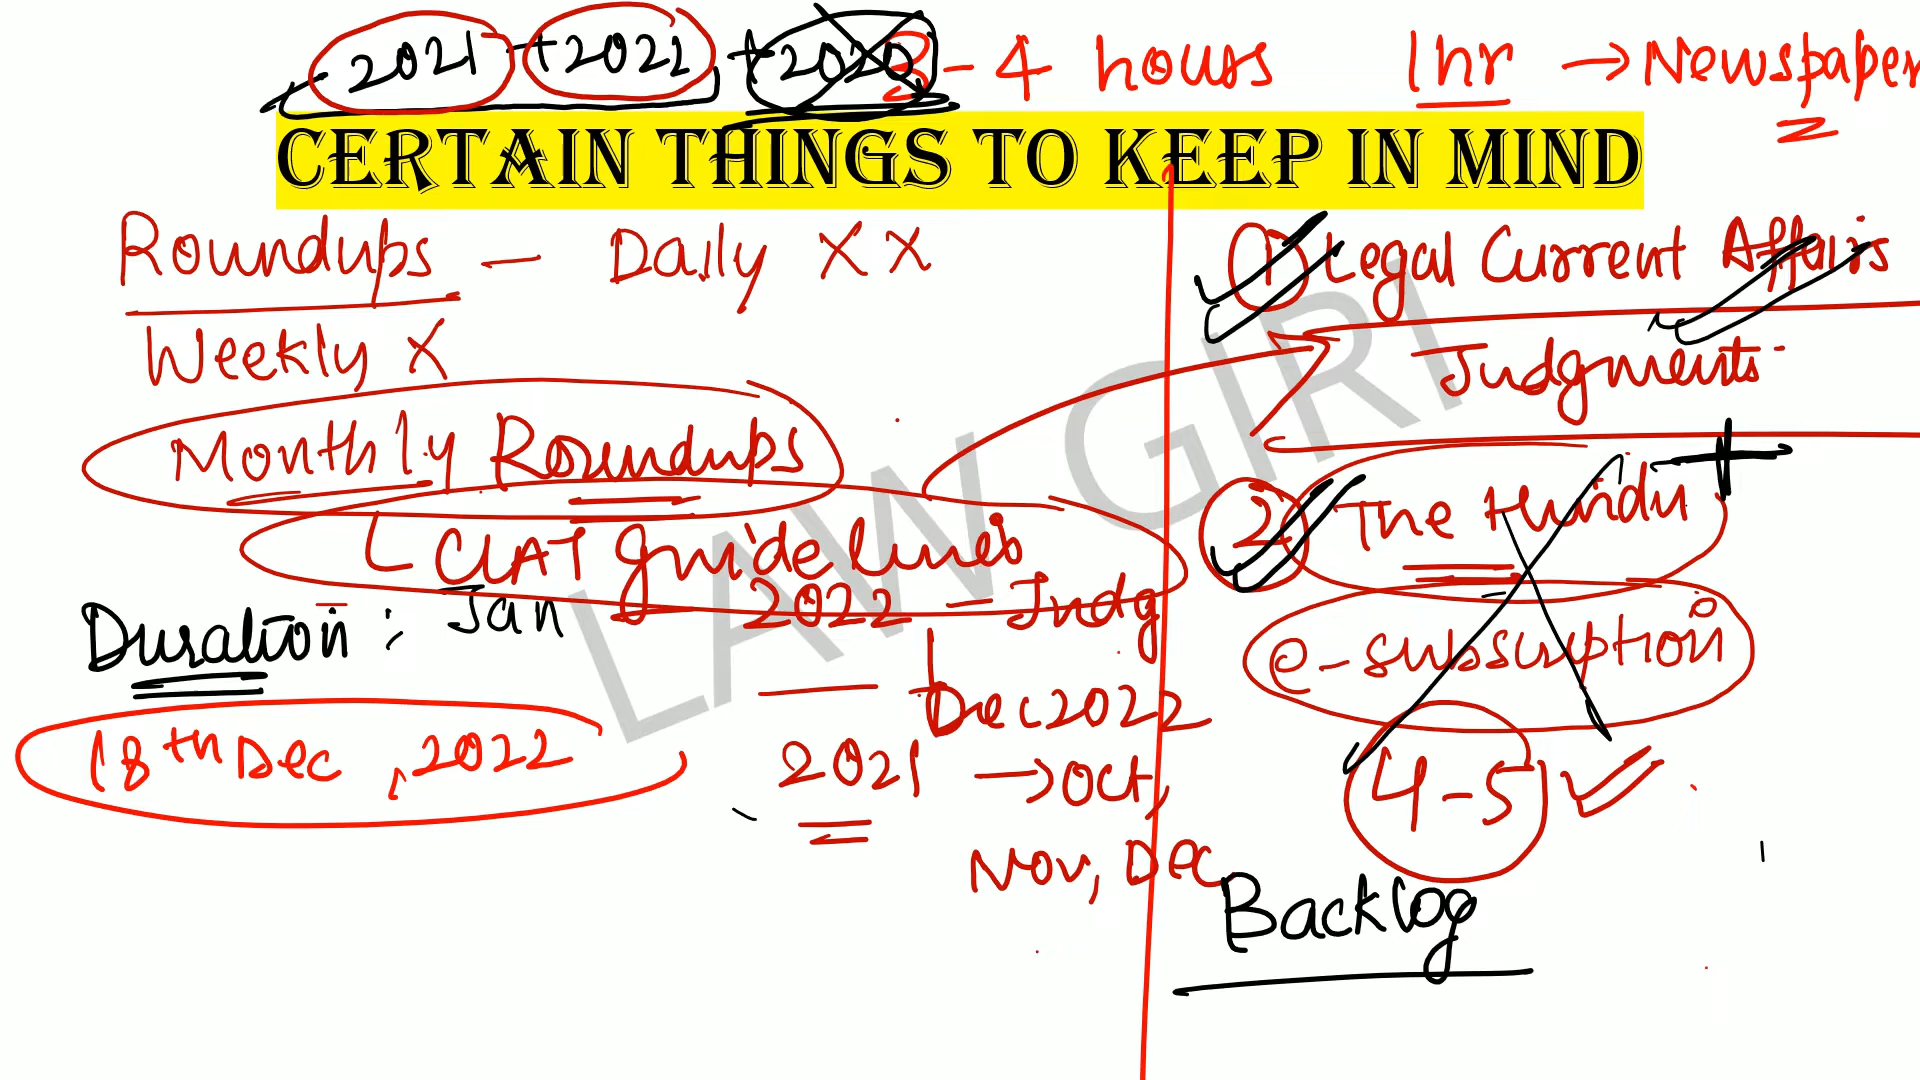 2021 + 2022 + 2020 3 - 4 hours 1hr → Newspaper
CERTAIN THINGS TO KEEP IN MIND
Roundups - Daily X X
Weekly X
Monthly Roundups
CLAT guidelines
Duration : Jan 2022 - Judg
Dec 2022
18th Dec, 2022
2021 → Oct,
Nov, Dec
1 Legal Current Affairs
Judgments
2 The Hindu +
e-subscription
4-5
Backlog
LAW GIRI